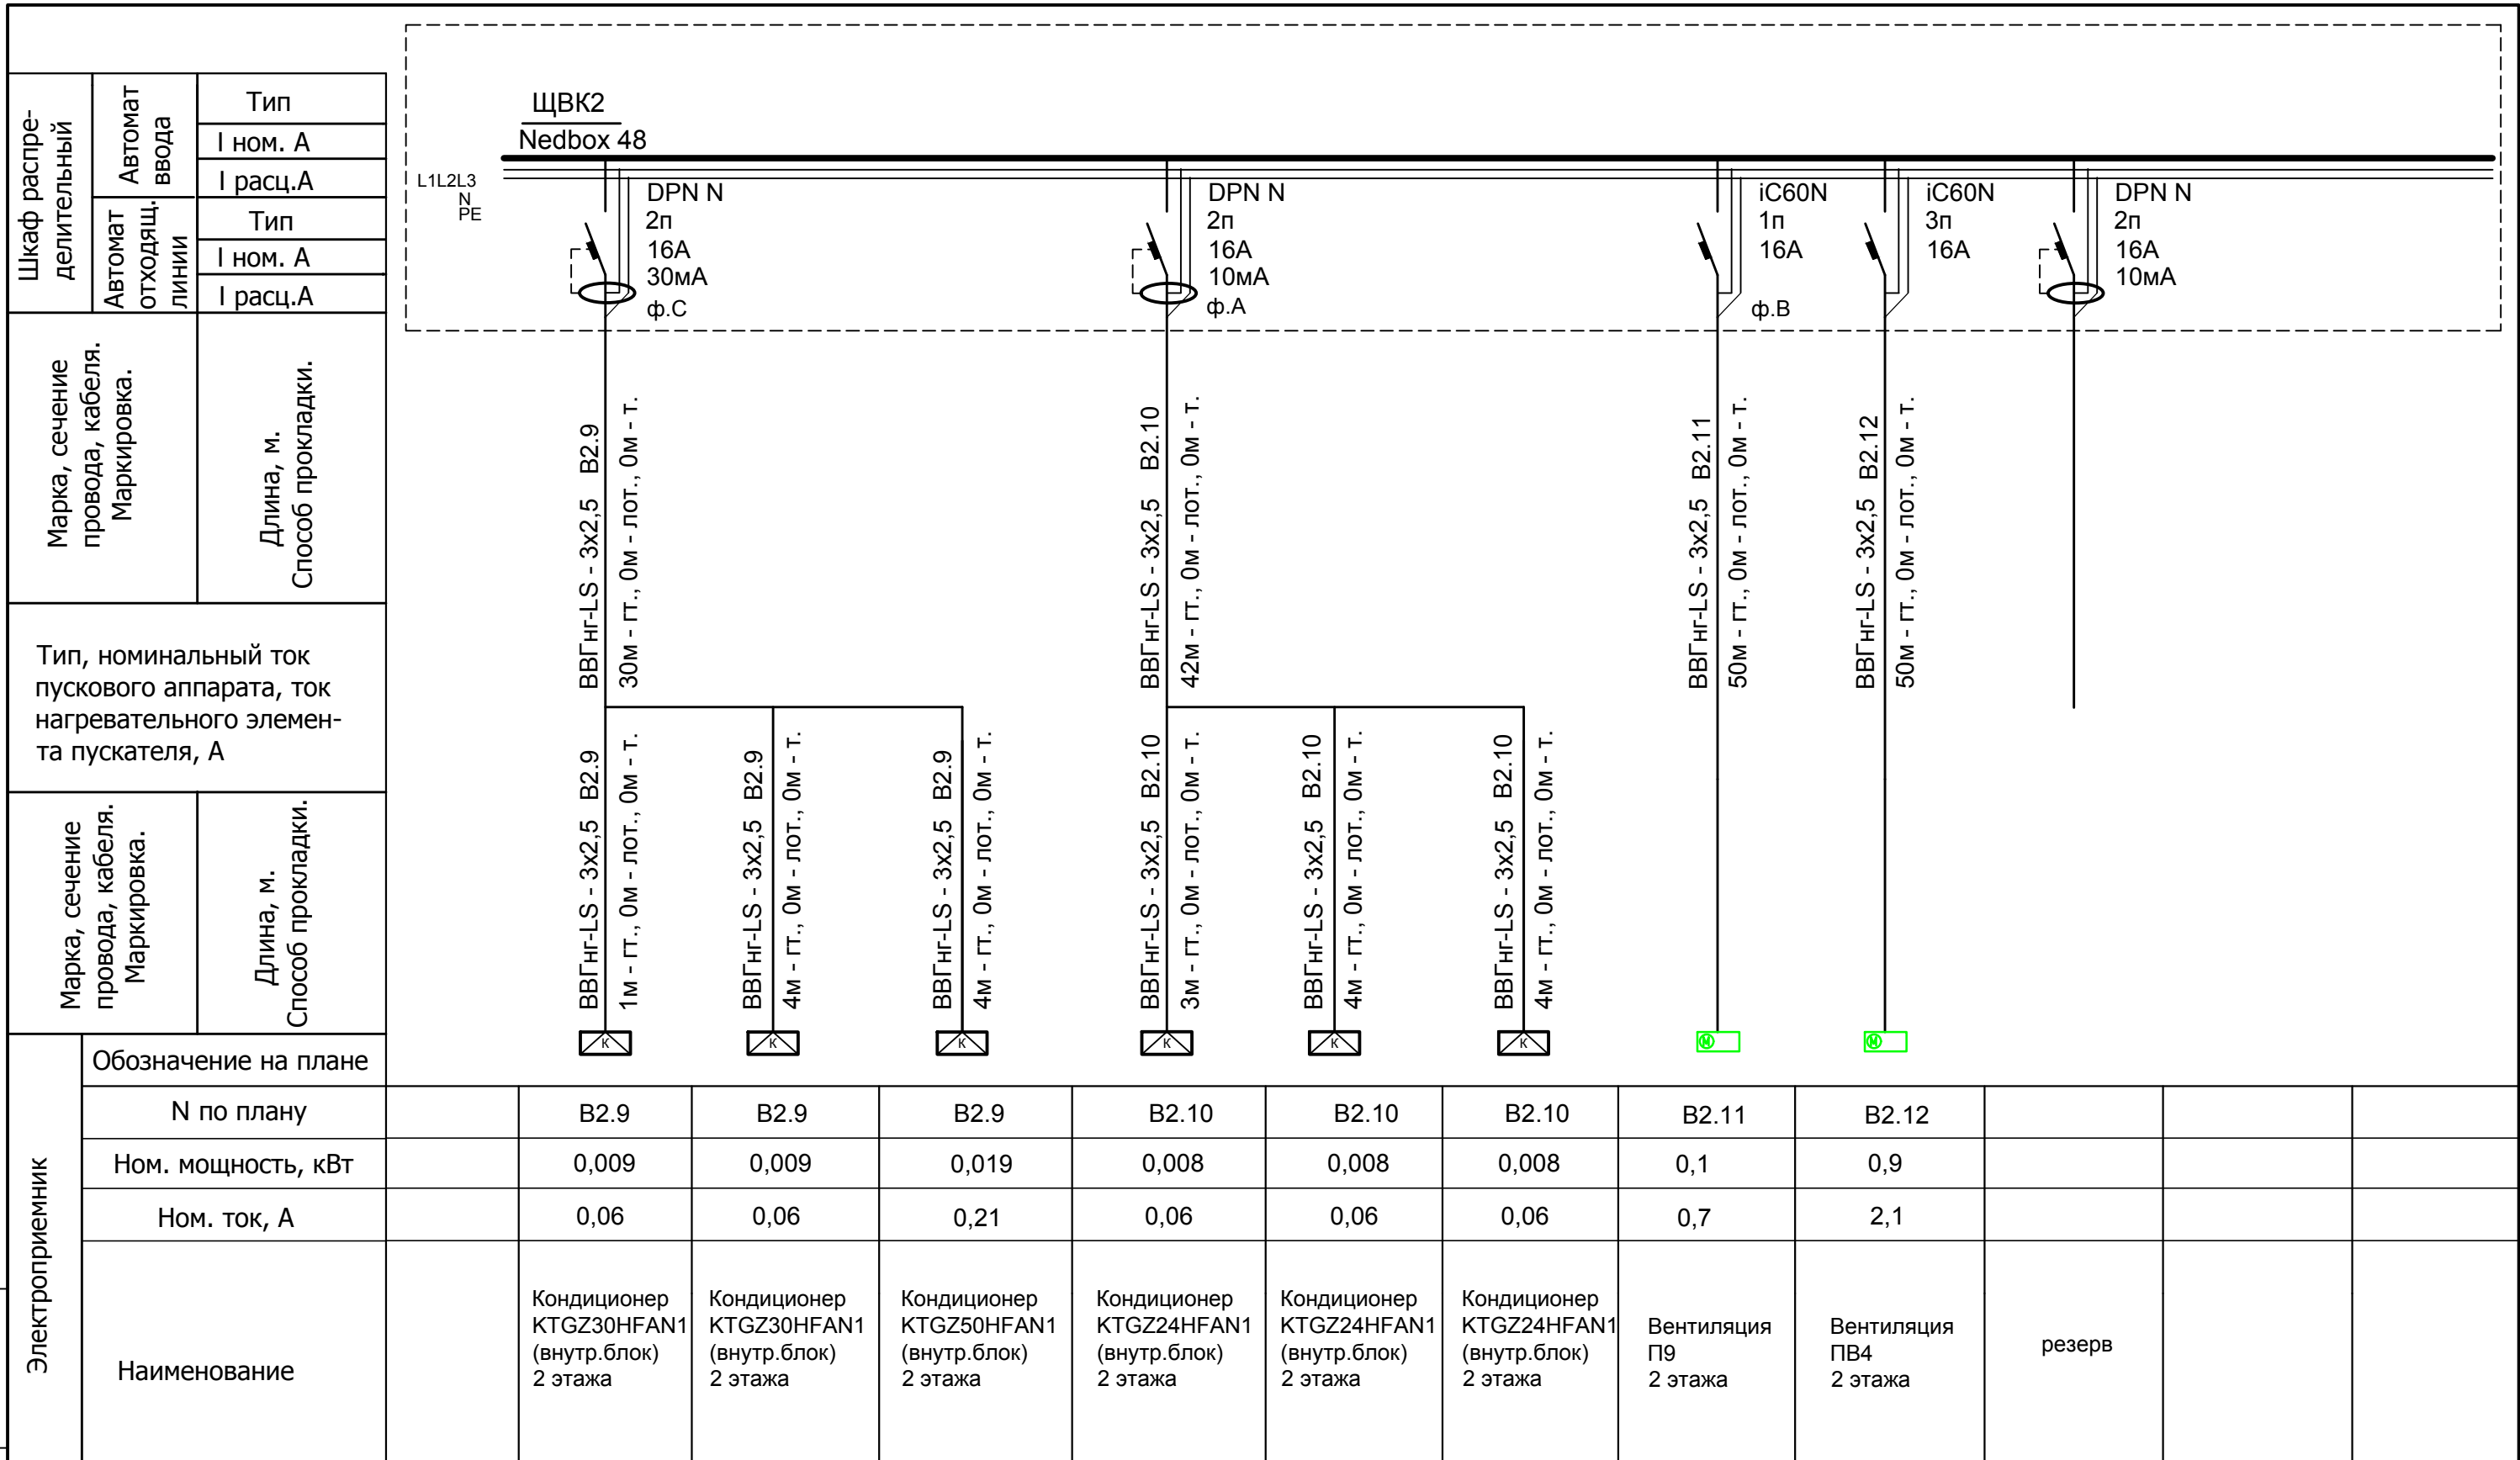 Шкаф распре-
делительный
Автомат
ввода
Тип
I ном. А
I расц.А
Автомат
отходящ.
линии
Тип
I ном. А
I расц.А
Марка, сечение
провода, кабеля.
Маркировка.
Длина, м.
Способ прокладки.
Тип, номинальный ток
пускового аппарата, ток
нагревательного элемен-
та пускателя, А
Марка, сечение
провода, кабеля.
Маркировка.
Длина, м.
Способ прокладки.
ЩВК2
Nedbox 48
L1L2L3
N
PE
DPN N
2п
16А
30мА
ф.С
DPN N
2п
16А
10мА
ф.А
iC60N
1п
16А
ф.В
iC60N
3п
16А
DPN N
2п
16А
10мА
ВВГнг-LS - 3х2,5 В2.9
30м - гт., 0м - лот., 0м - т.
ВВГнг-LS - 3х2,5 В2.10
42м - гт., 0м - лот., 0м - т.
ВВГнг-LS - 3х2,5 В2.11
50м - гт., 0м - лот., 0м - т.
ВВГнг-LS - 3х2,5 В2.12
50м - гт., 0м - лот., 0м - т.
ВВГнг-LS - 3х2,5 В2.9
1м - гт., 0м - лот., 0м - т.
ВВГнг-LS - 3х2,5 В2.9
4м - гт., 0м - лот., 0м - т.
ВВГнг-LS - 3х2,5 В2.9
4м - гт., 0м - лот., 0м - т.
ВВГнг-LS - 3х2,5 В2.10
3м - гт., 0м - лот., 0м - т.
ВВГнг-LS - 3х2,5 В2.10
4м - гт., 0м - лот., 0м - т.
ВВГнг-LS - 3х2,5 В2.10
4м - гт., 0м - лот., 0м - т.
К К К К К К М М
Электроприемник
Обозначение на плане
N по плану В2.9 В2.9 В2.9 В2.10 В2.10 В2.10 В2.11 В2.12
Ном. мощность, кВт 0,009 0,009 0,019 0,008 0,008 0,008 0,1 0,9
Ном. ток, А 0,06 0,06 0,21 0,06 0,06 0,06 0,7 2,1
Наименование
Кондиционер
KTGZ30HFAN1
(внутр.блок)
2 этажа
Кондиционер
KTGZ30HFAN1
(внутр.блок)
2 этажа
Кондиционер
KTGZ50HFAN1
(внутр.блок)
2 этажа
Кондиционер
KTGZ24HFAN1
(внутр.блок)
2 этажа
Кондиционер
KTGZ24HFAN1
(внутр.блок)
2 этажа
Кондиционер
KTGZ24HFAN1
(внутр.блок)
2 этажа
Вентиляция
П9
2 этажа
Вентиляция
ПВ4
2 этажа
резерв